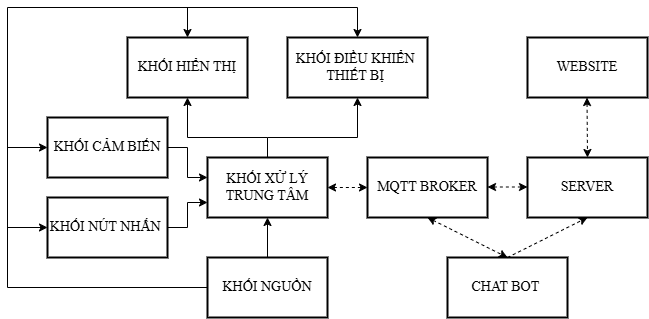 KHỐI HIỂN THỊ
KHỐI ĐIỀU KHIỂN
THIẾT BỊ
WEBSITE
KHỐI CẢM BIẾN
KHỐI XỬ LÝ
TRUNG TÂM
MQTT BROKER
SERVER
KHỐI NÚT NHẤN
KHỐI NGUỒN
CHAT BOT